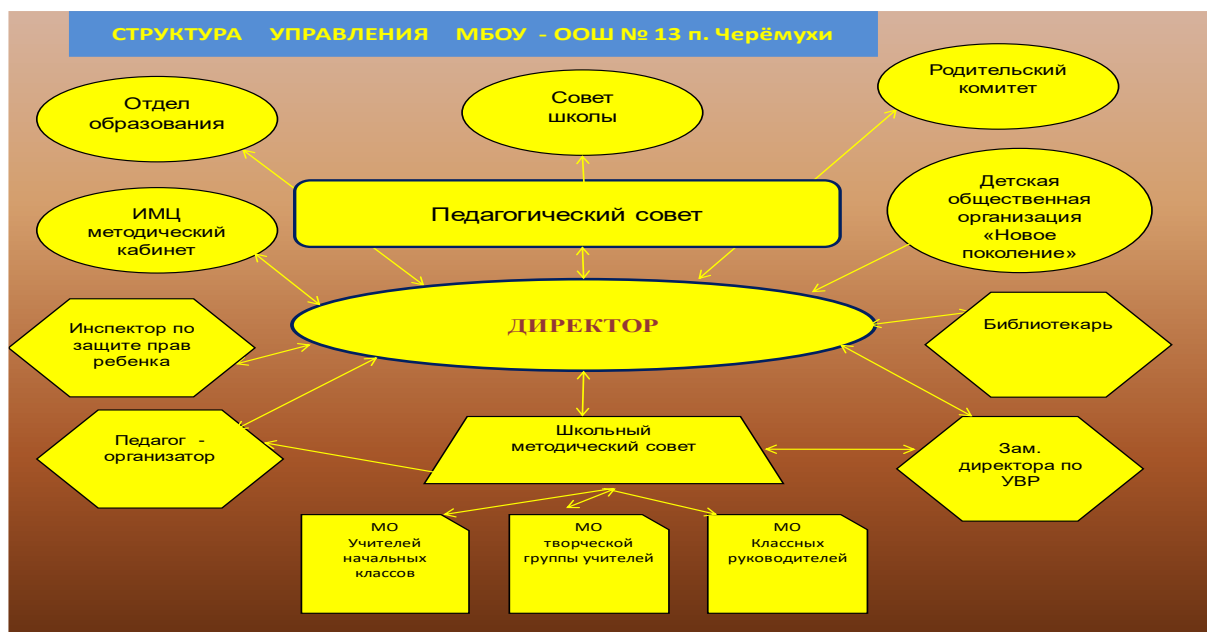 СТРУКТУРА УПРАВЛЕНИЯ МБОУ - ООШ № 13 п. Черёмухи
Отдел
образования
Совет
школы
Родительский
комитет
ИМЦ
методический
кабинет
Педагогический совет
Детская
общественная
организация
«Новое
поколение»
Инспектор по
защите прав
ребенка
ДИРЕКТОР
Библиотекарь
Педагог -
организатор
Школьный
методический совет
Зам.
директора по
УВР
МО
Учителей
начальных
классов
МО
творческой
группы учителей
МО
Классных
руководителей